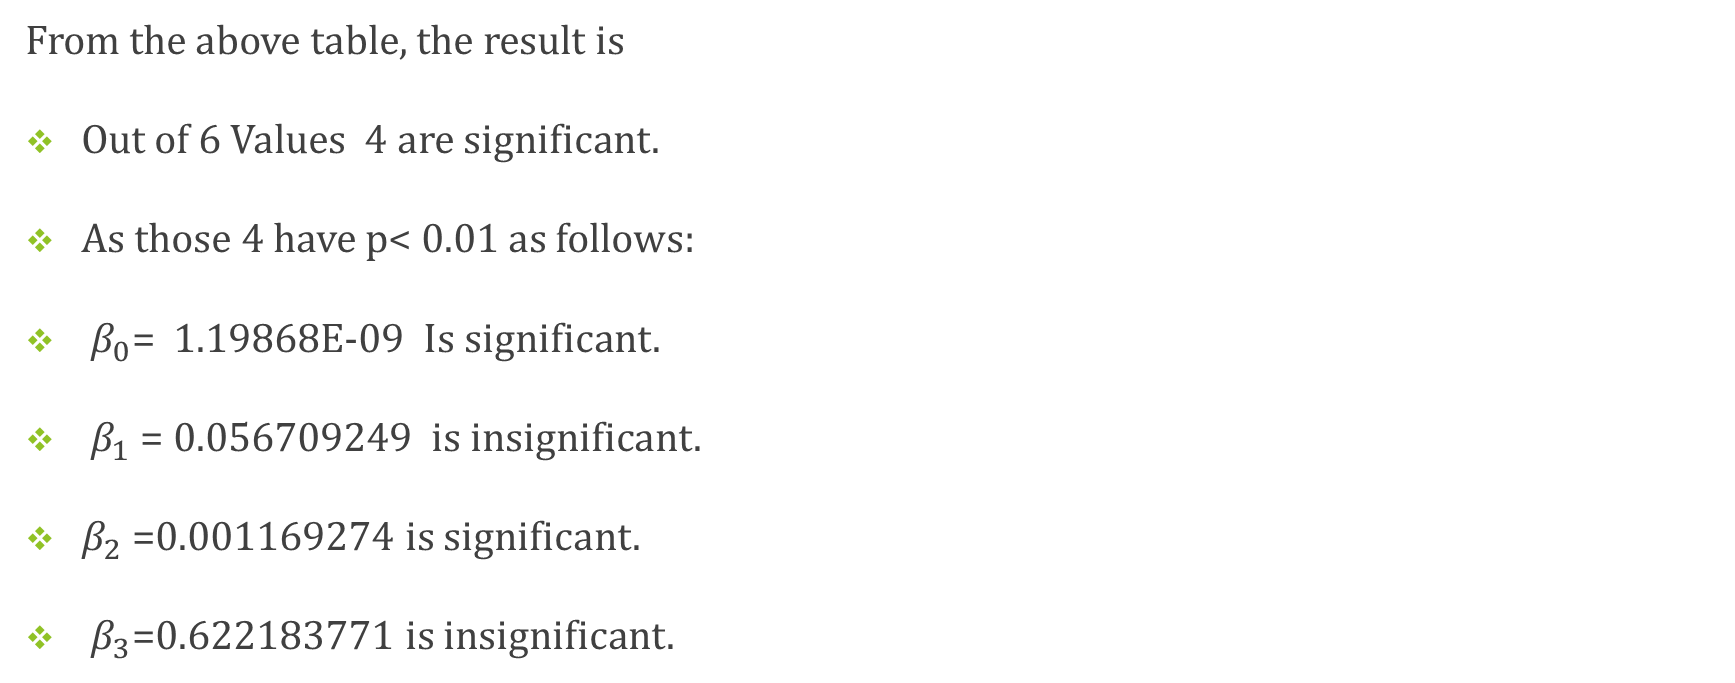 From the above table, the result is
❖ Out of 6 Values  4 are significant.
❖ As those 4 have p< 0.01 as follows:
❖ β₀=  1.19868E-09  Is significant.
❖ β₁ = 0.056709249  is insignificant.
❖ β₂ =0.001169274 is significant.
❖ β₃=0.622183771 is insignificant.